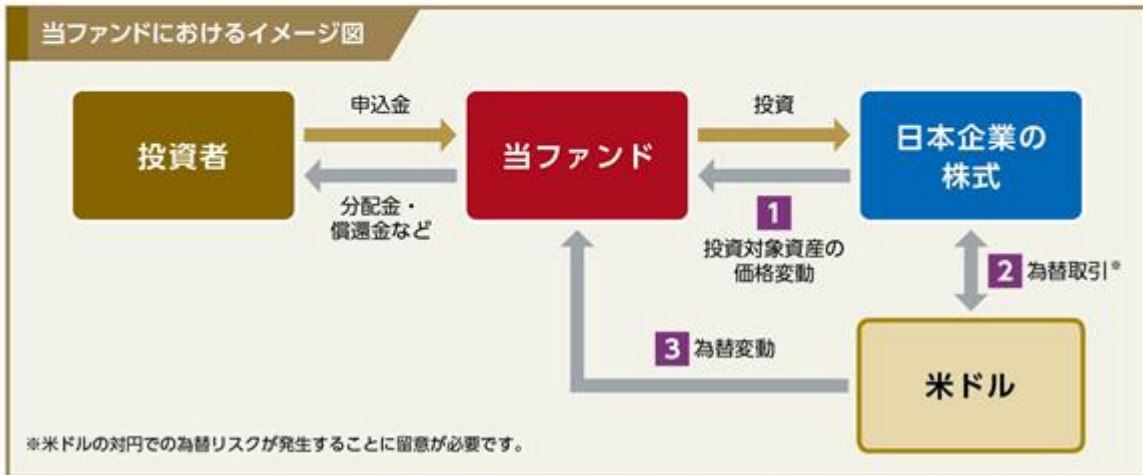 当ファンドにおけるイメージ図
投資者
申込金
分配金・
償還金など
当ファンド
投資
1
投資対象資産の
価格変動
日本企業の
株式
2 為替取引※
3 為替変動
米ドル
※米ドルの対円での為替リスクが発生することに留意が必要です。